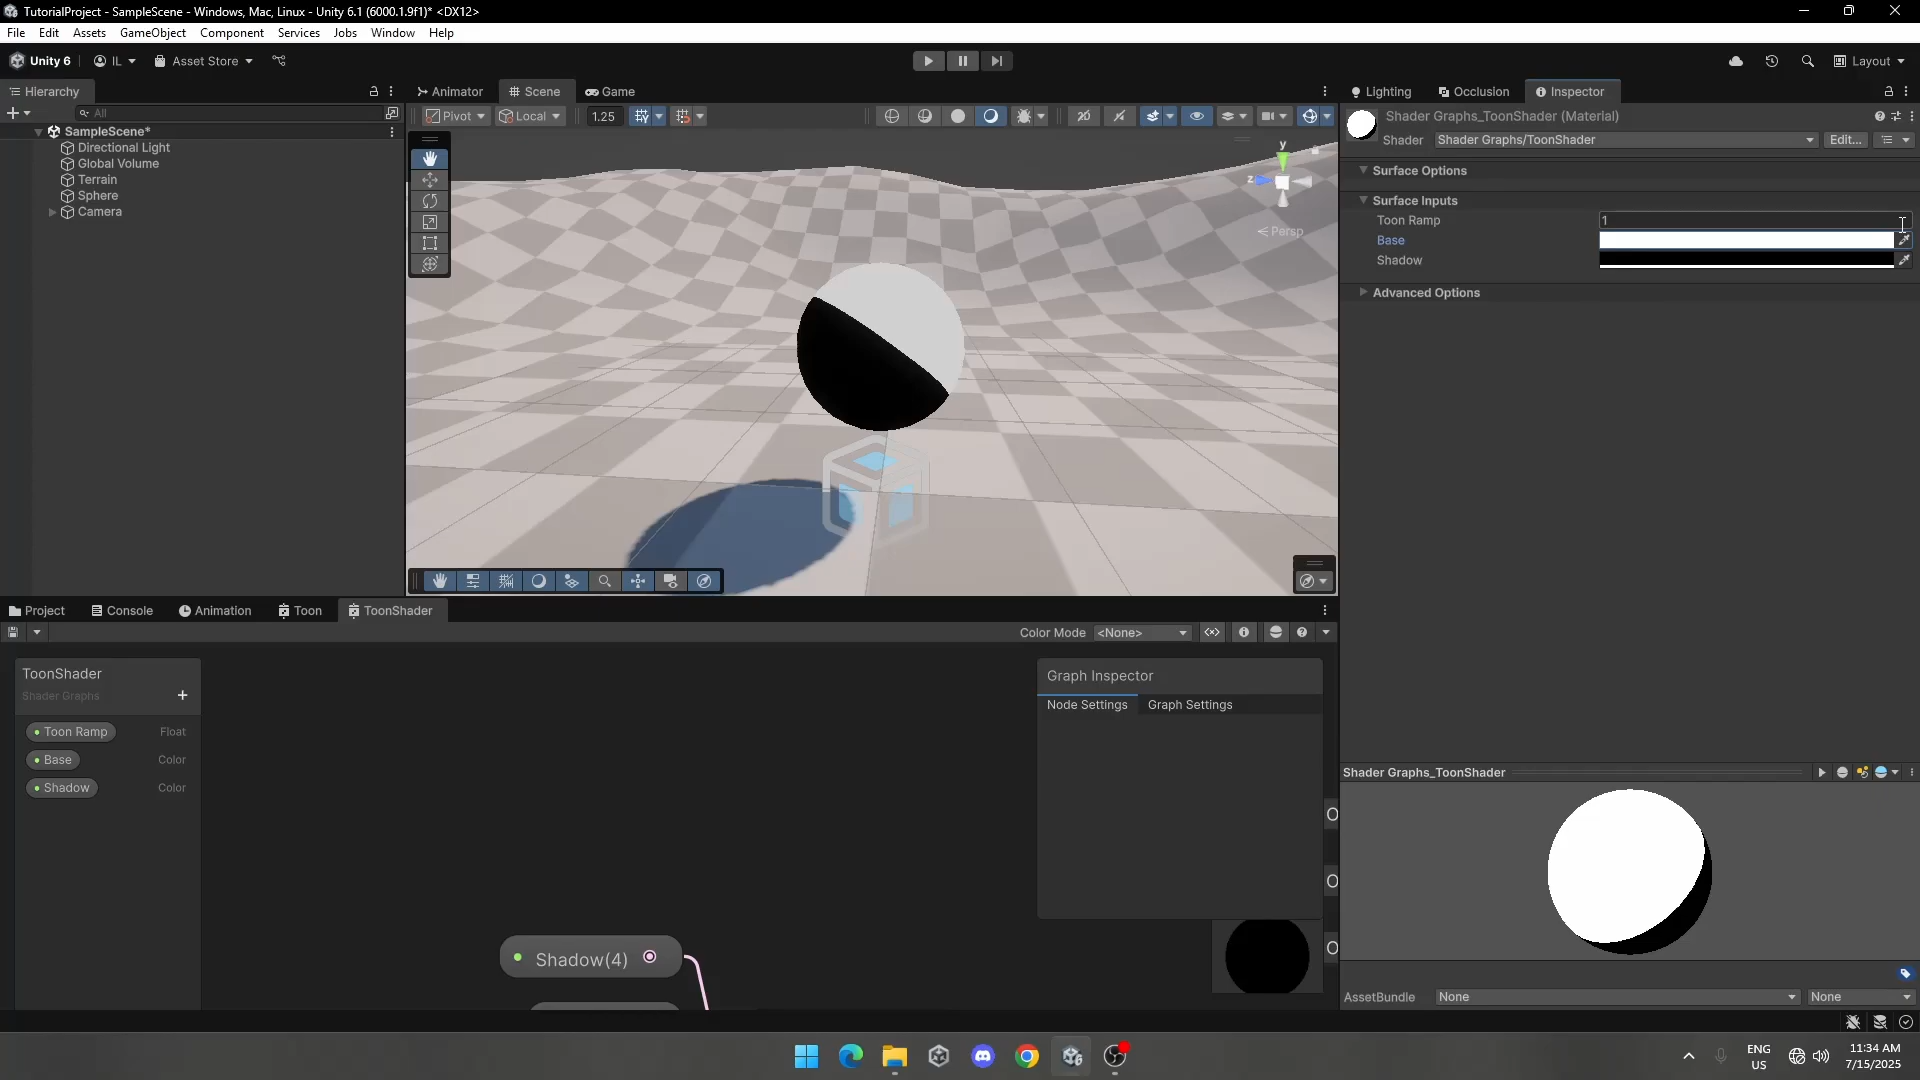 TutorialProject - SampleScene - Windows, Mac, Linux - Unity 6.1 (6000.1.9f1)* <DX12>
File Edit Assets GameObject Component Services Jobs Window Help
Unity 6 IL Asset Store Layout
Hierarchy
All
SampleScene*
Directional Light
Global Volume
Terrain
Sphere
Camera
Animator Scene Game
Pivot Local 1.25 2D
y
z
Persp
Lighting Occlusion Inspector
Shader Graphs_ToonShader (Material)
Shader Shader Graphs/ToonShader Edit...
Surface Options
Surface Inputs
Toon Ramp 1
Base
Shadow
Advanced Options
Project Console Animation Toon ToonShader
Color Mode <None>
ToonShader
Shader Graphs
Toon Ramp Float
Base Color
Shadow Color
Shadow(4)
Graph Inspector
Node Settings Graph Settings
Shader Graphs_ToonShader
AssetBundle None None
ENG
US
11:34 AM
7/15/2025